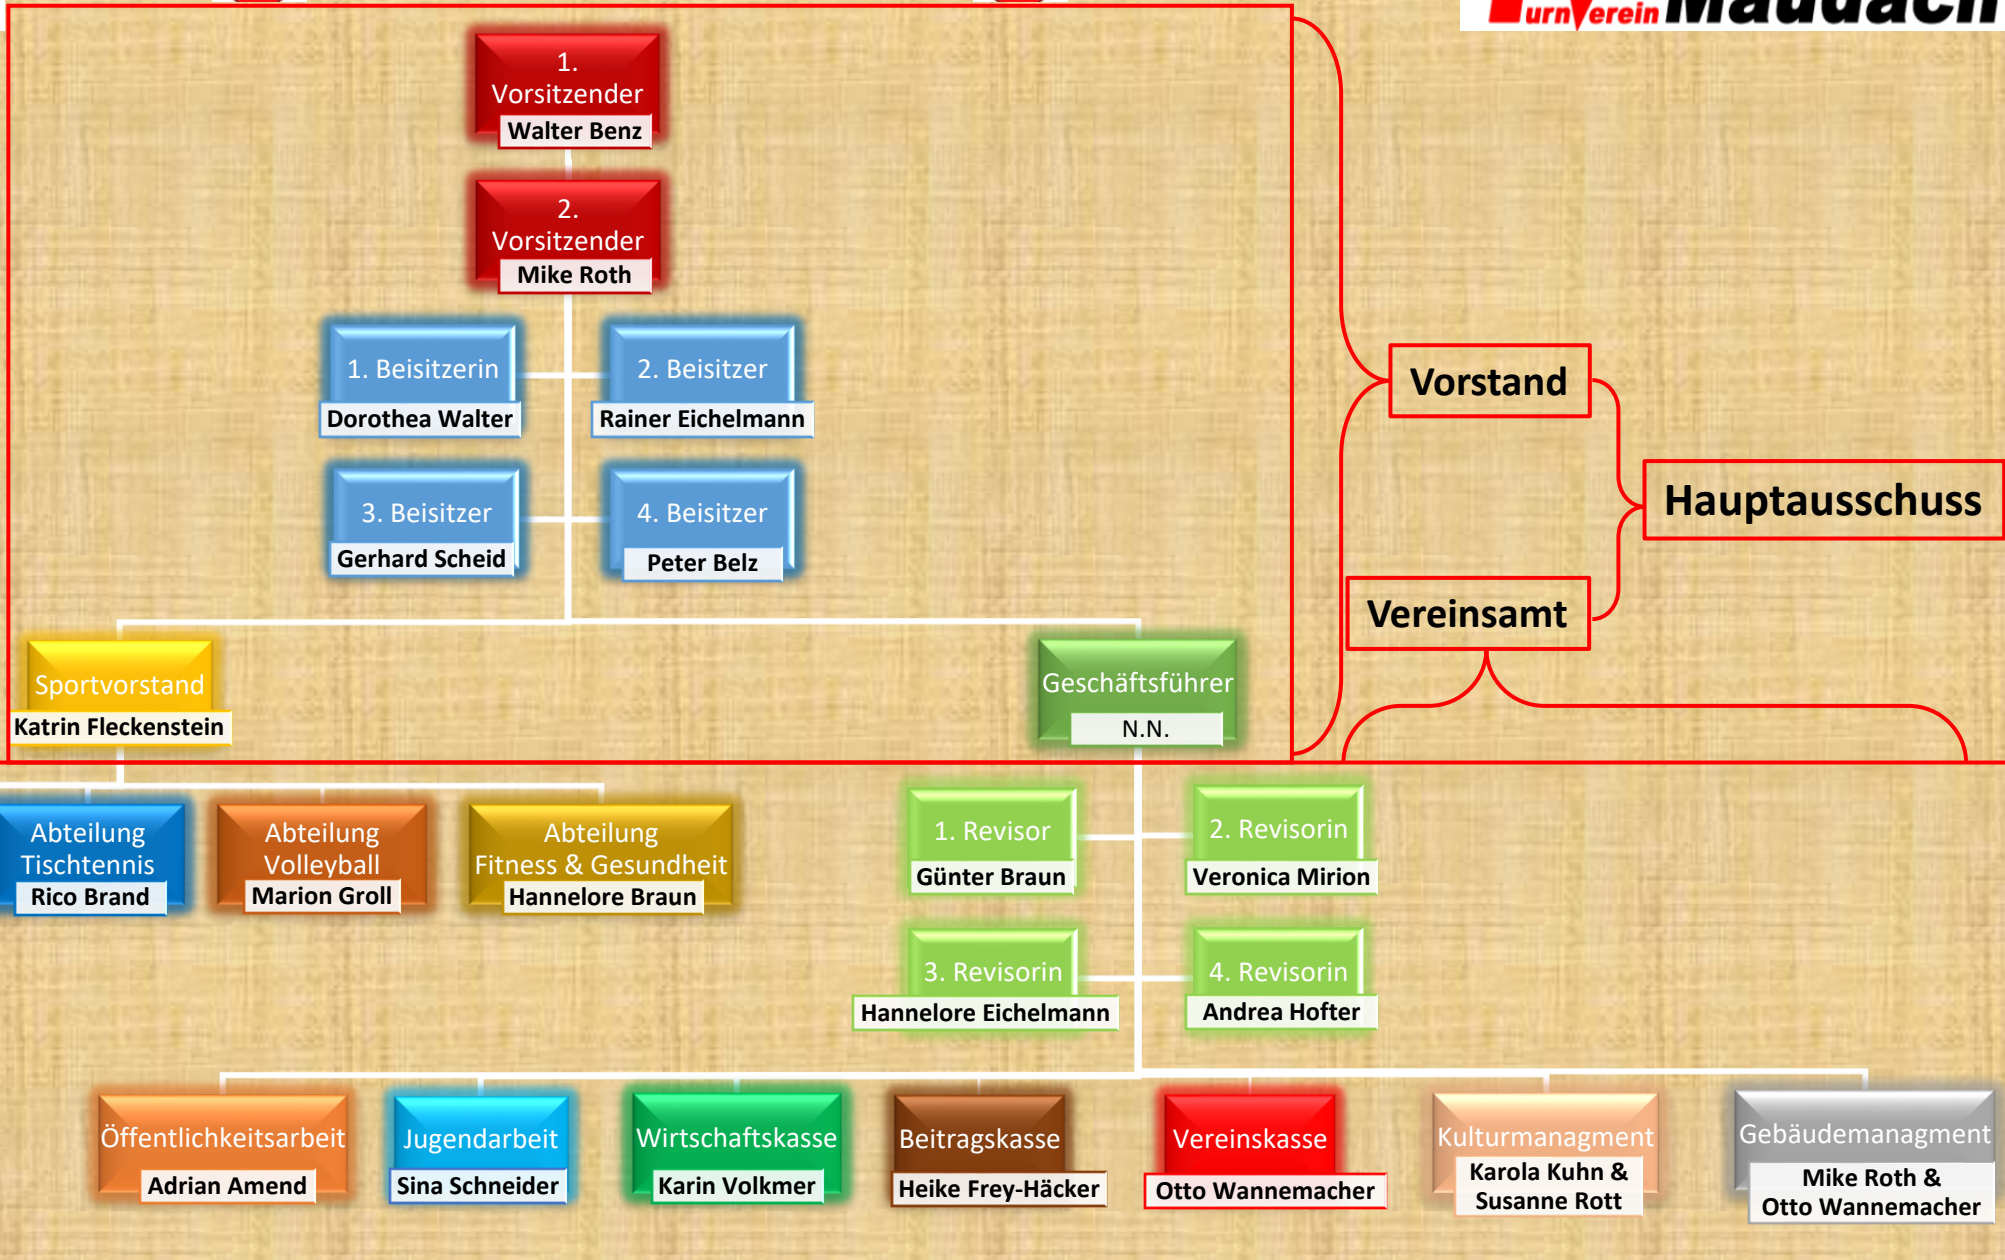 Turnverein Maudach
1.
Vorsitzender
Walter Benz
2.
Vorsitzender
Mike Roth
1. Beisitzerin
Dorothea Walter
2. Beisitzer
Rainer Eichelmann
Vorstand
3. Beisitzer
Gerhard Scheid
4. Beisitzer
Peter Belz
Hauptausschuss
Vereinsamt
Sportvorstand
Katrin Fleckenstein
Geschäftsführer
N.N.
Abteilung
Tischtennis
Rico Brand
Abteilung
Volleyball
Marion Groll
Abteilung
Fitness & Gesundheit
Hannelore Braun
1. Revisor
Günter Braun
2. Revisorin
Veronica Mirion
3. Revisorin
Hannelore Eichelmann
4. Revisorin
Andrea Hofter
Öffentlichkeitsarbeit
Adrian Amend
Jugendarbeit
Sina Schneider
Wirtschaftskasse
Karin Volkmer
Beitragskasse
Heike Frey-Häcker
Vereinskasse
Otto Wannemacher
Kulturmanagment
Karola Kuhn &
Susanne Rott
Gebäudemanagment
Mike Roth &
Otto Wannemacher